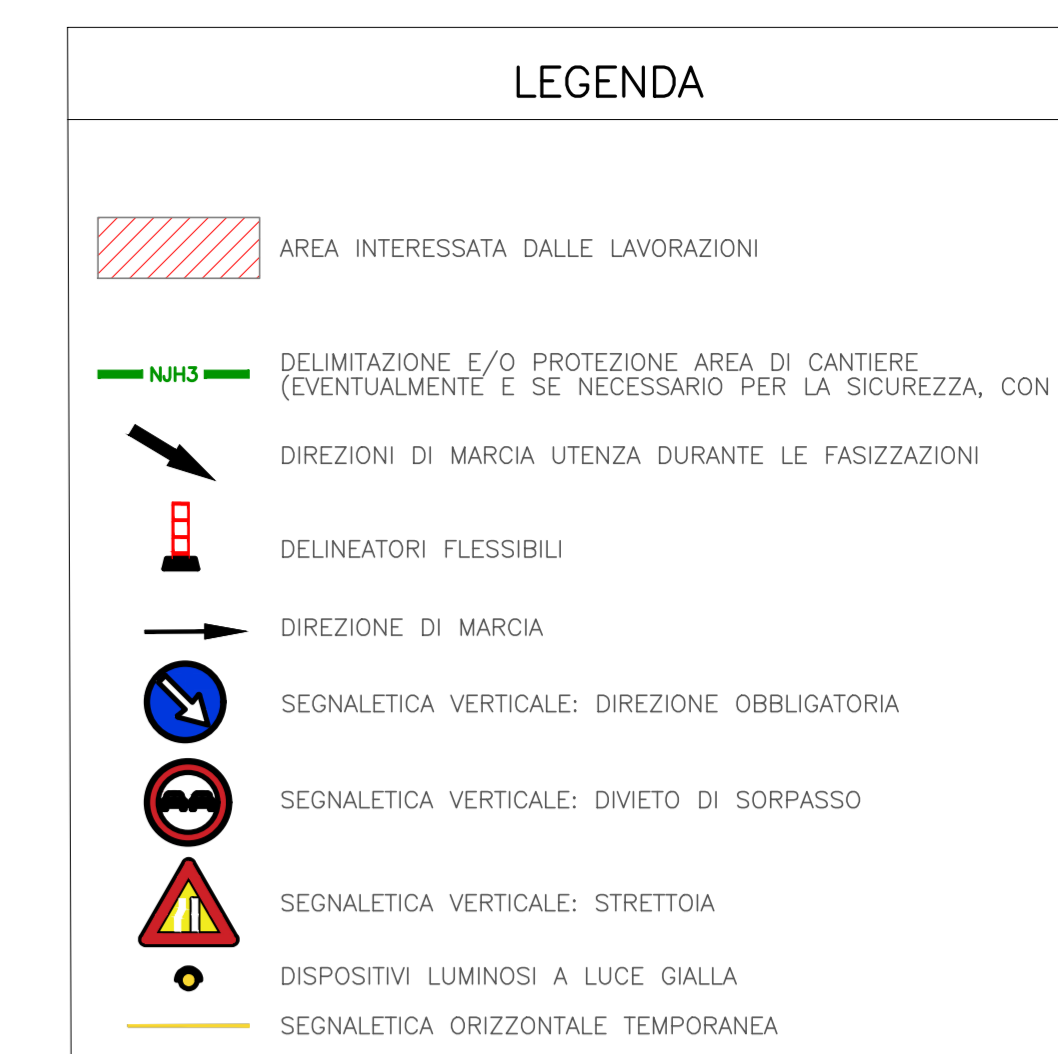 LEGENDA
AREA INTERESSATA DALLE LAVORAZIONI
NJH3
DELIMITAZIONE E/O PROTEZIONE AREA DI CANTIERE
(EVENTUALMENTE E SE NECESSARIO PER LA SICUREZZA, CON
DIREZIONI DI MARCIA UTENZA DURANTE LE FASIZZAZIONI
DELINEATORI FLESSIBILI
DIREZIONE DI MARCIA
SEGNALETICA VERTICALE: DIREZIONE OBBLIGATORIA
SEGNALETICA VERTICALE: DIVIETO DI SORPASSO
SEGNALETICA VERTICALE: STRETTOIA
DISPOSITIVI LUMINOSI A LUCE GIALLA
SEGNALETICA ORIZZONTALE TEMPORANEA